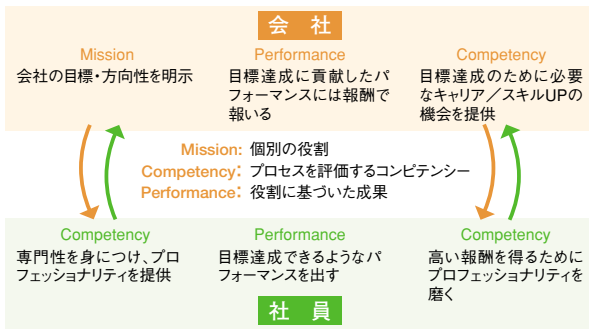 会 社
Mission
会社の目標・方向性を明示
Performance
目標達成に貢献したパ
フォーマンスには報酬で
報いる
Competency
目標達成のために必要
なキャリア／スキルUPの
機会を提供
Mission: 個別の役割
Competency: プロセスを評価するコンピテンシー
Performance: 役割に基づいた成果
Competency
専門性を身につけ、プロ
フェッショナリティを提供
Performance
目標達成できるようなパ
フォーマンスを出す
Competency
高い報酬を得るために
プロフェッショナリティを
磨く
社 員